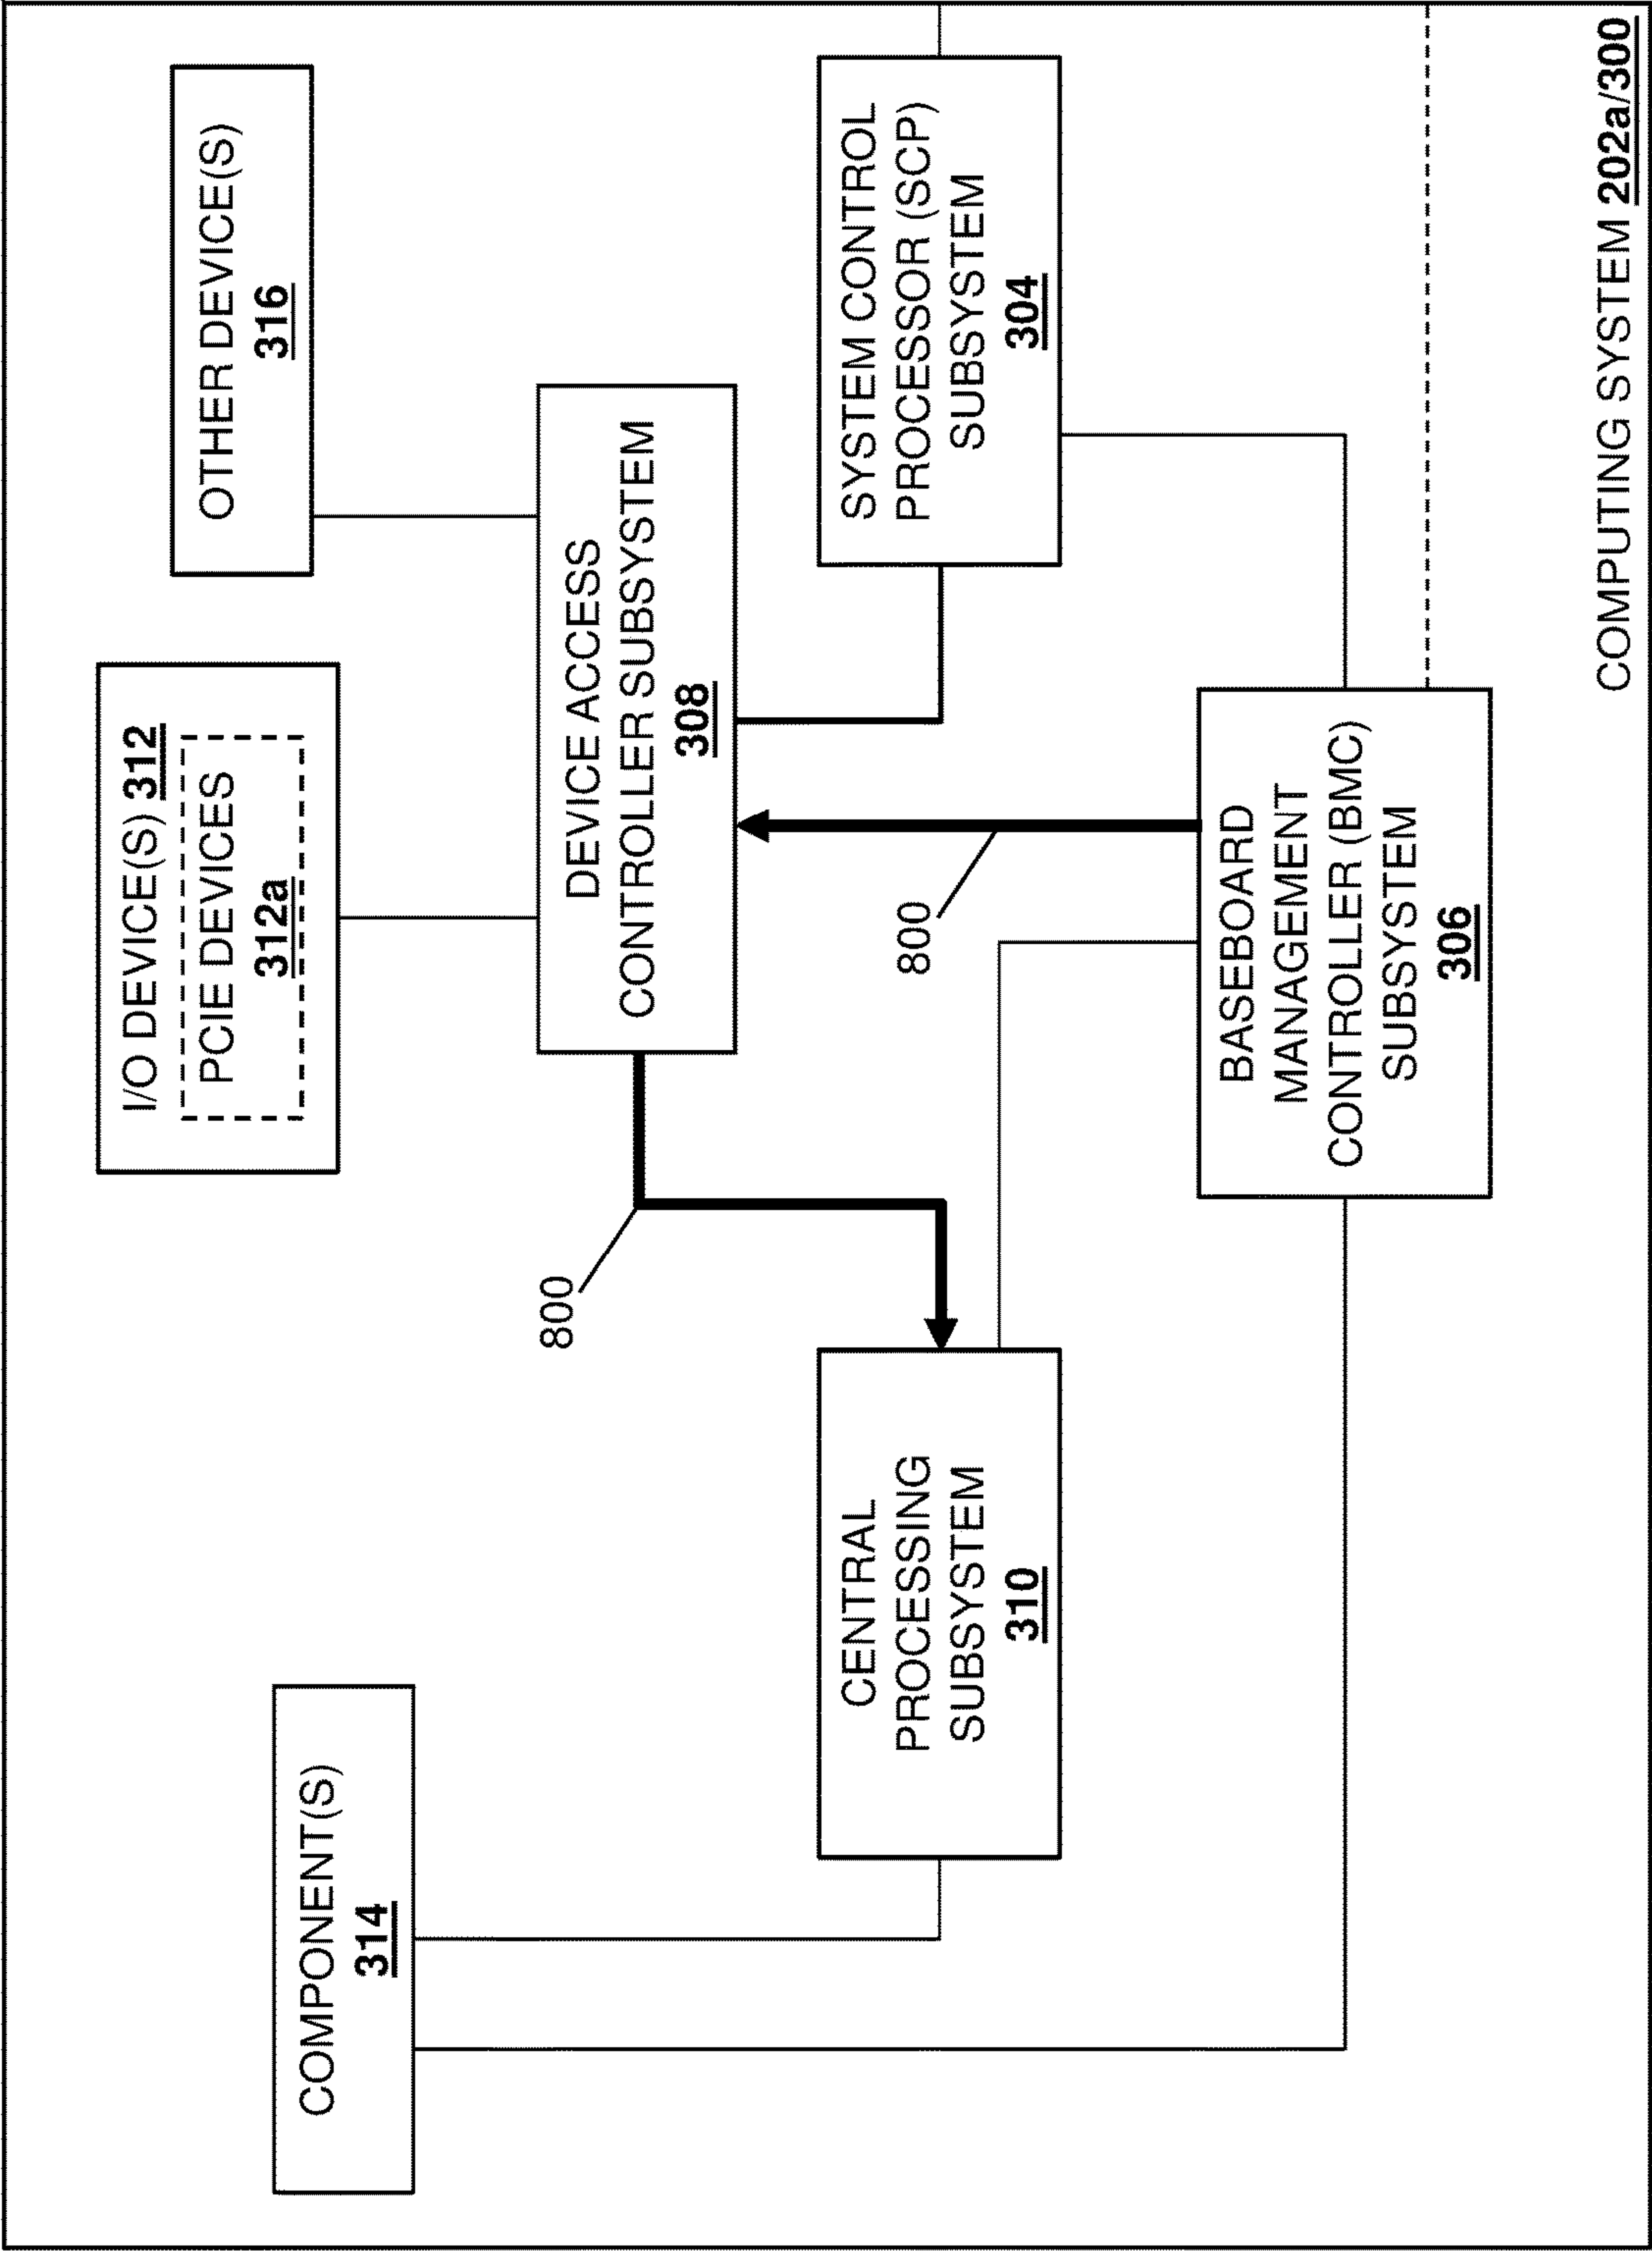 COMPONENT(S)
314
I/O DEVICE(S) 312
PCIE DEVICES
312a
OTHER DEVICE(S)
316
800
DEVICE ACCESS
CONTROLLER SUBSYSTEM
308
CENTRAL
PROCESSING
SUBSYSTEM
310
800
SYSTEM CONTROL
PROCESSOR (SCP)
SUBSYSTEM
304
BASEBOARD
MANAGEMENT
CONTROLLER (BMC)
SUBSYSTEM
306
COMPUTING SYSTEM 202a/300